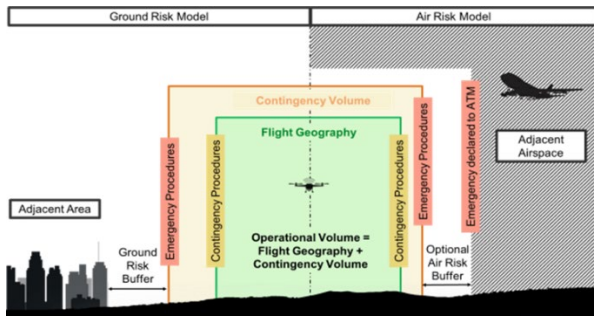 Ground Risk Model
Air Risk Model
Contingency Volume
Flight Geography
Emergency Procedures
Contingency Procedures
Contingency Procedures
Emergency Procedures
Emergency declared to ATM
Adjacent
Airspace
Adjacent Area
Operational Volume =
Flight Geography +
Contingency Volume
Ground
Risk
Buffer
Optional
Air Risk
Buffer